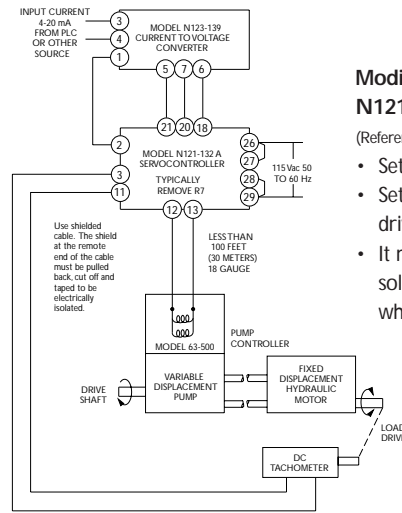 INPUT CURRENT
4-20 mA
FROM PLC
OR OTHER
SOURCE
3
4
1
MODEL N123-139
CURRENT TO VOLTAGE
CONVERTER
5 7 6
21 20 18
2
3
11
MODEL N121-132 A
SERVOCONTROLLER
TYPICALLY
REMOVE R7
26
27
28
29
115 Vac 50
TO 60 Hz
12 13
Use shielded
cable. The shield
at the remote
end of the cable
must be pulled
back, cut off and
taped to be
electrically
isolated.
LESS THAN
100 FEET
(30 METERS)
18 GAUGE
MODEL 63-500
PUMP
CONTROLLER
DRIVE
SHAFT
VARIABLE
DISPLACEMENT
PUMP
FIXED
DISPLACEMENT
HYDRAULIC
MOTOR
LOAD
DC
TACHOMETER
N121
• Set
• Set
• It